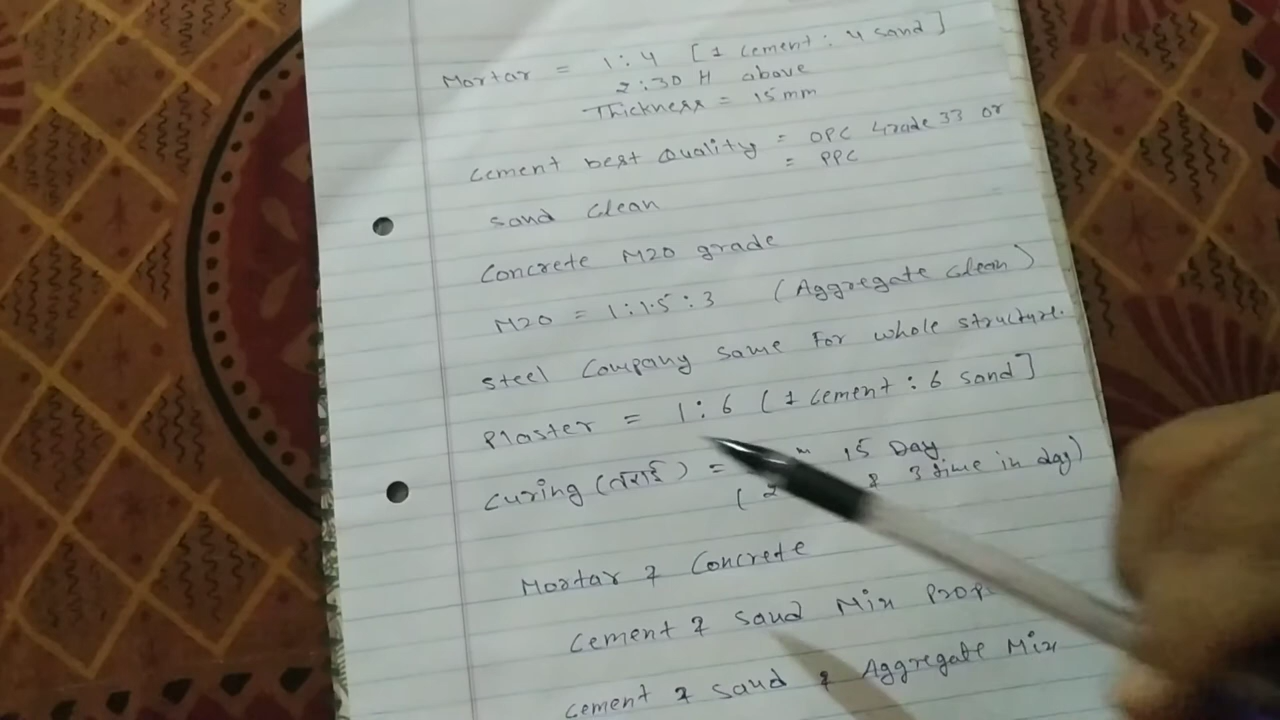 Mortar = 1:4 [1 cement : 4 sand]
2:30 H above
Thickness = 15mm
Cement best Quality = OPC Grade 33 or
= PPC
Sand Clean
Concrete M20 grade
M20 = 1:1.5:3 (Aggregate Clean)
Steel Company same for whole structure.
Plaster = 1:6 (1 Cement : 6 sand]
Curing (तराई) = 15 Day
( 2 3 time in day)
Mortar & Concrete
Cement & Sand Mix
Cement & Sand & Aggregate Mix